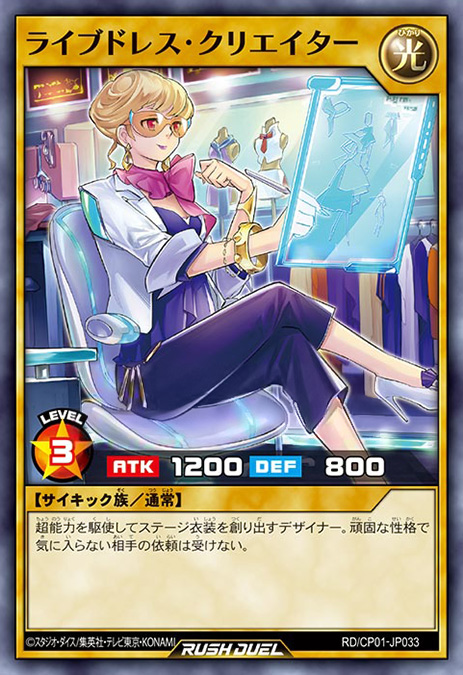 ライブドレス・クリエイター
ひかり
光
LEVEL
3
ATK 1200 DEF 800
【サイキック族／通常】
超能力を駆使してステージ衣装を創り出すデザイナー。頑固な性格で
気に入らない相手の依頼は受けない。
©スタジオ・ダイス/集英社・テレビ東京・KONAMI
RUSH DUEL
RD/CP01-JP033